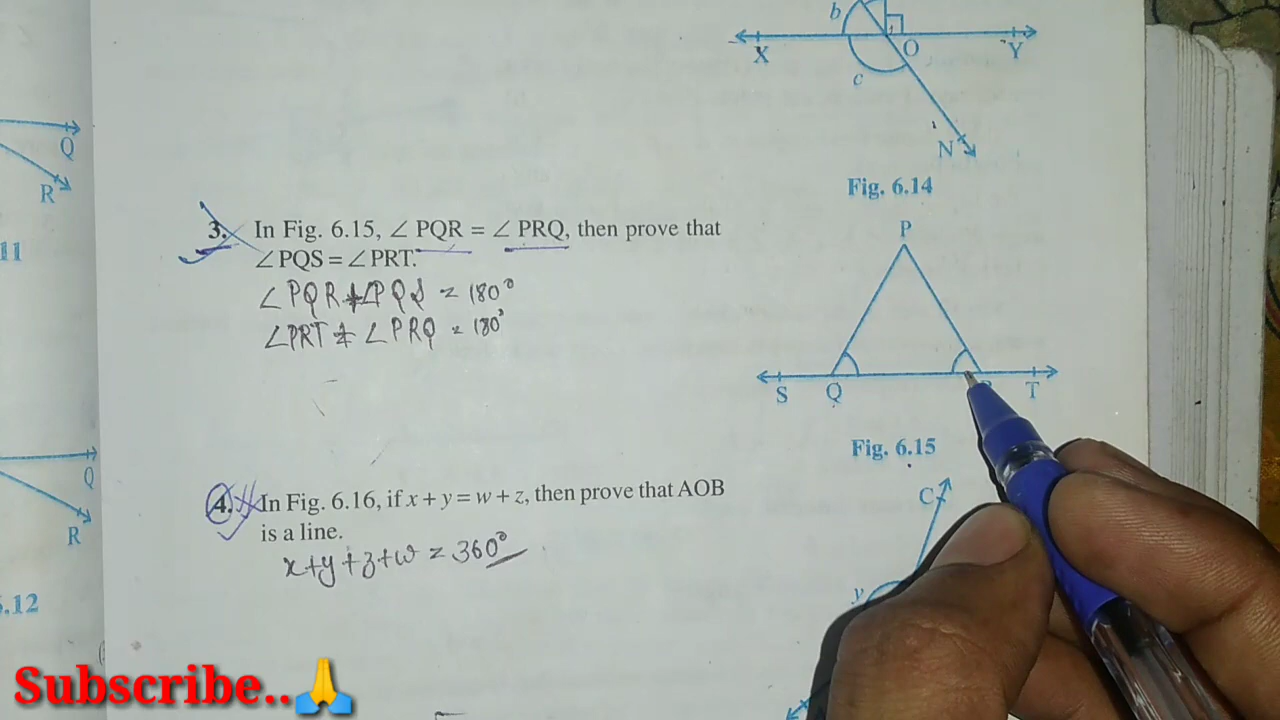 b
X
O
Y
c
N
Fig. 6.14
Q
R
11
3. In Fig. 6.15, ∠ PQR = ∠ PRQ, then prove that
∠PQS = ∠PRT.
∠PQR + ∠PQS = 180°
∠PRT + ∠PRQ = 180°
P
S
Q
T
Fig. 6.15
Q
R
6.12
4. In Fig. 6.16, if x + y = w + z, then prove that AOB
is a line.
x+y+z+w = 360°
C
y
Subscribe..🙏